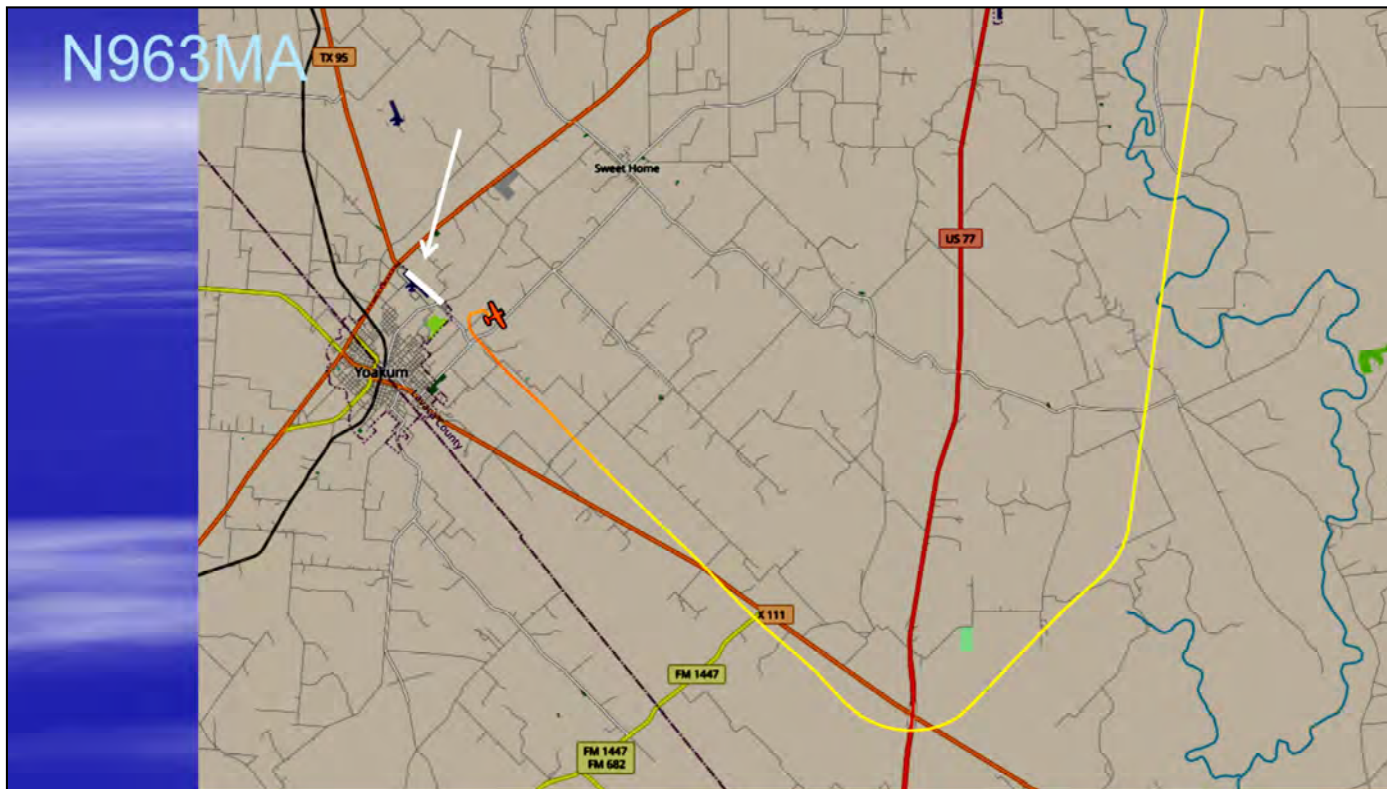 N963MA
TX 95
Sweet Home
US 77
Yoakum
Lavaca County
X 111
FM 1447
FM 1447
FM 682